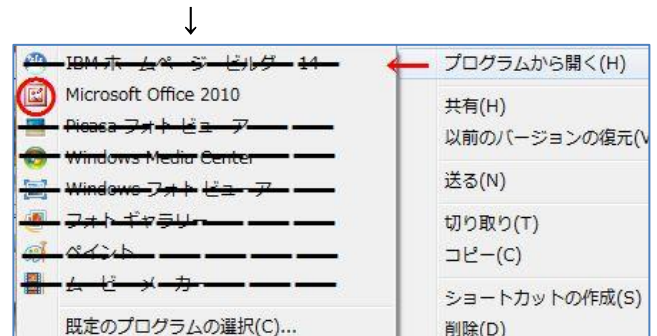 IBM ホームページ・ビルダー 14
Microsoft Office 2010
Picasa フォト ビューア
Windows Media Center
Windows フォト ビューアー
フォト ギャラリー
ペイント
ムービー メーカー
既定のプログラムの選択(C)...
プログラムから開く(H)
共有(H)
以前のバージョンの復元(V
送る(N)
切り取り(T)
コピー(C)
ショートカットの作成(S)
削除(D)